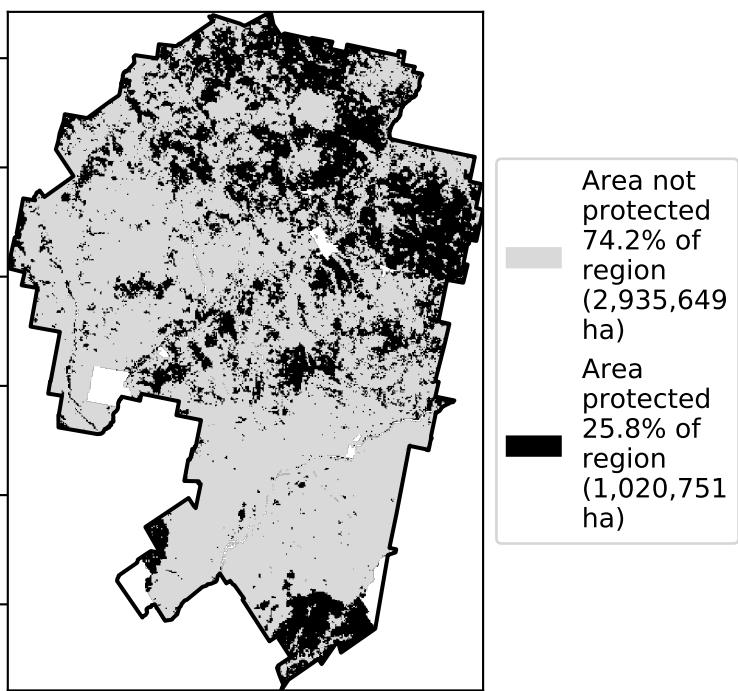 Area not
protected
74.2% of
region
(2,935,649
ha)
Area
protected
25.8% of
region
(1,020,751
ha)